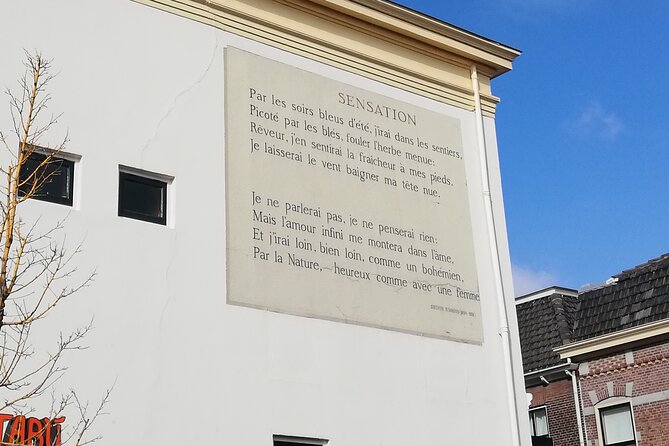 SENSATION
Par les soirs bleus d'été, j'irai dans les sentiers,
Picoté par les blés, fouler l'herbe menue:
Rêveur, j'en sentirai la fraîcheur à mes pieds.
Je laisserai le vent baigner ma tête nue.
Je ne parlerai pas, je ne penserai rien:
Mais l'amour infini me montera dans l'âme,
Et j'irai loin, bien loin, comme un bohémien,
Par la Nature,– heureux comme avec une femme